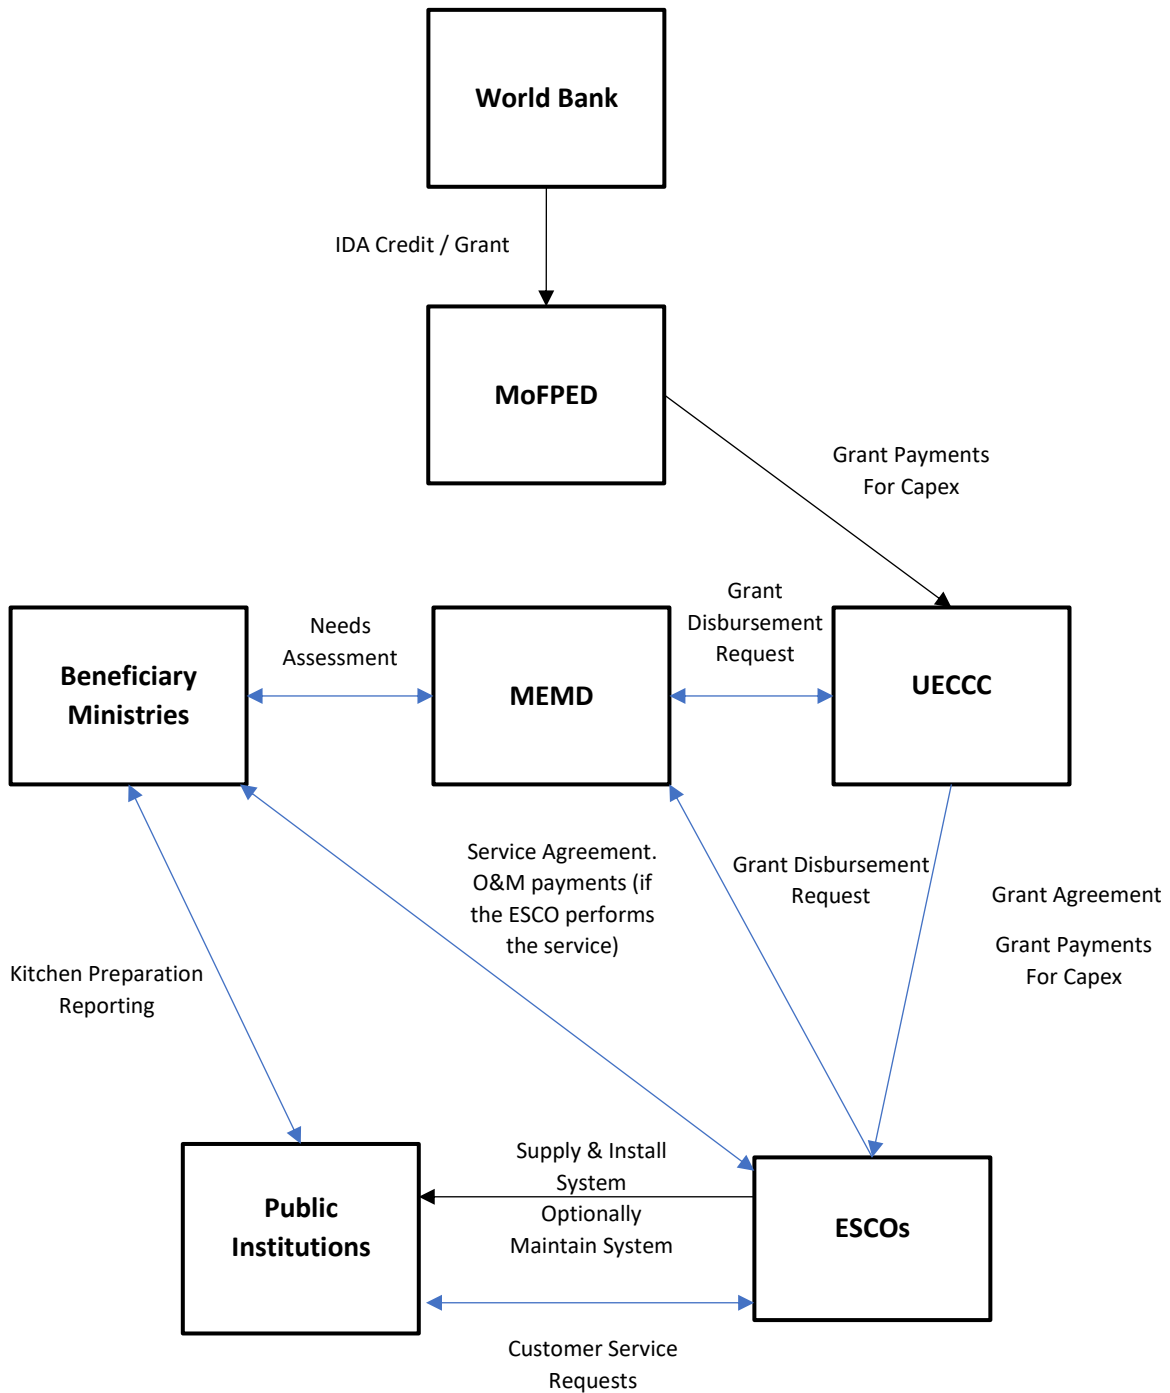 World Bank
IDA Credit / Grant
MoFPED
Grant Payments
For Capex
Needs
Assessment
Grant
Disbursement
Request
Beneficiary
Ministries
MEMD
UECCC
Service Agreement.
O&M payments (if
the ESCO performs
the service)
Grant Disbursement
Request
Grant Agreement
Grant Payments
For Capex
Kitchen Preparation
Reporting
Supply & Install
System
Optionally
Maintain System
Public
Institutions
ESCOs
Customer Service
Requests